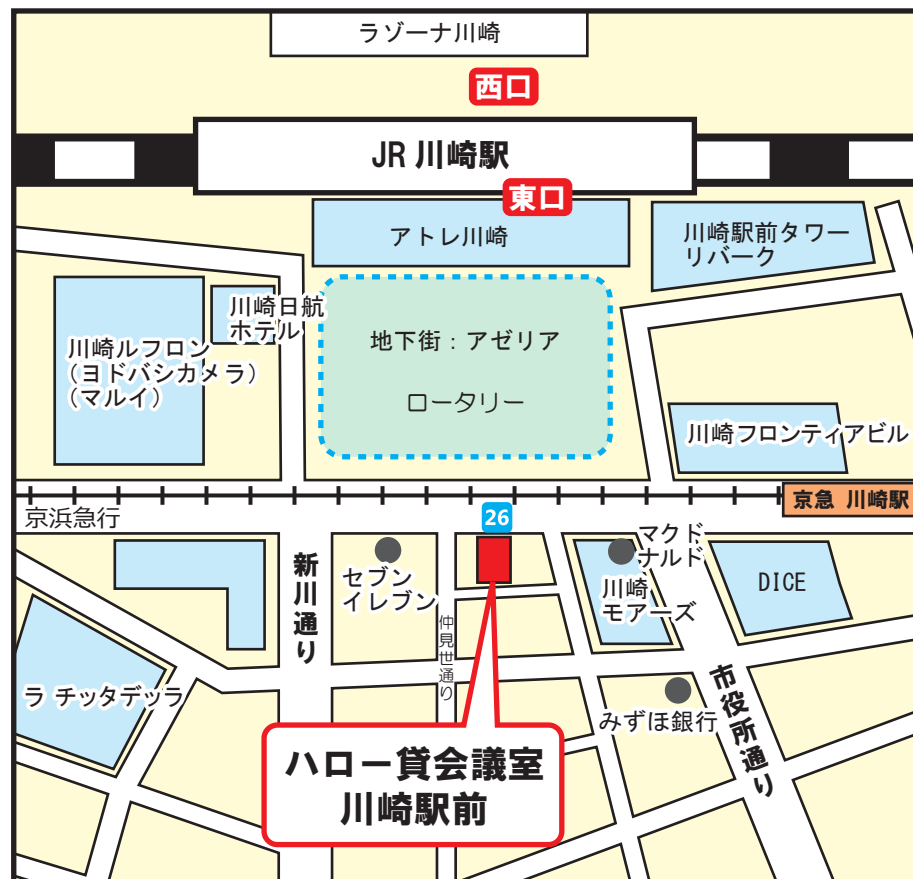 ラゾーナ川崎
西口
JR 川崎駅
東口
アトレ川崎
川崎駅前タワー
リバーク
川崎日航
ホテル
川崎ルフロン
（ヨドバシカメラ）
（マルイ）
地下街：アゼリア
ロータリー
川崎フロンティアビル
京急 川崎駅
京浜急行
26
マクド
ナルド
セブン
イレブン
新川通り
川崎
モアーズ
DICE
仲見世通り
ラ チッタデッラ
みずほ銀行
市役所通り
ハロー貸会議室
川崎駅前